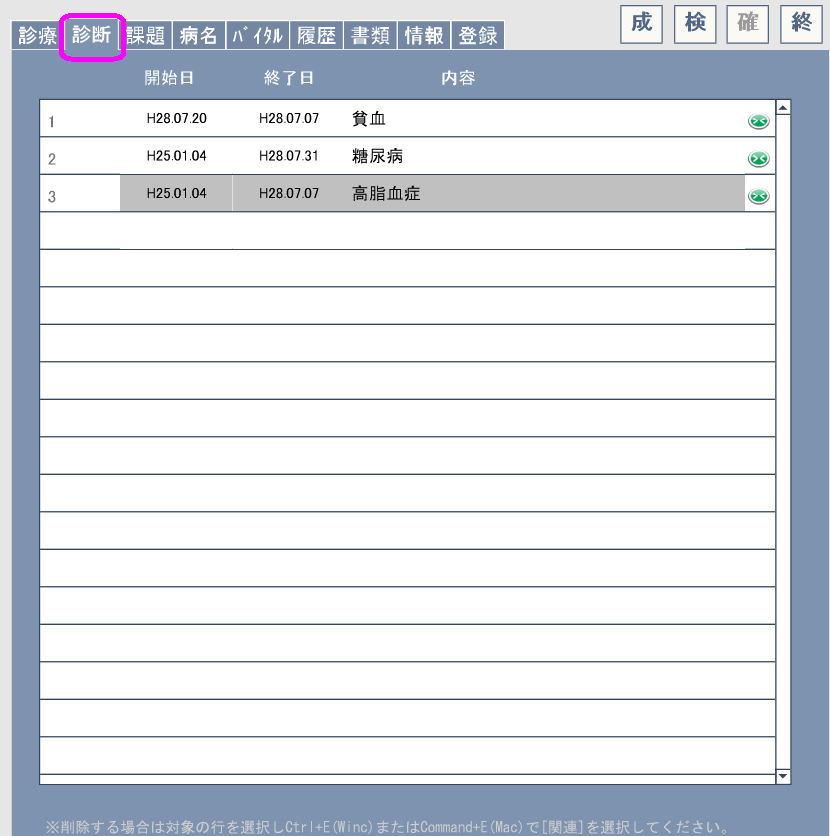 診療 診断 課題 病名 バイタル 履歴 書類 情報 登録 成 検 確 終
開始日 終了日 内容
1 H28.07.20 H28.07.07 貧血
2 H25.01.04 H28.07.31 糖尿病
3 H25.01.04 H28.07.07 高脂血症
※削除する場合は対象の行を選択しCtrl+E(Winc)またはCommand+E(Mac)で[関連]を選択してください。